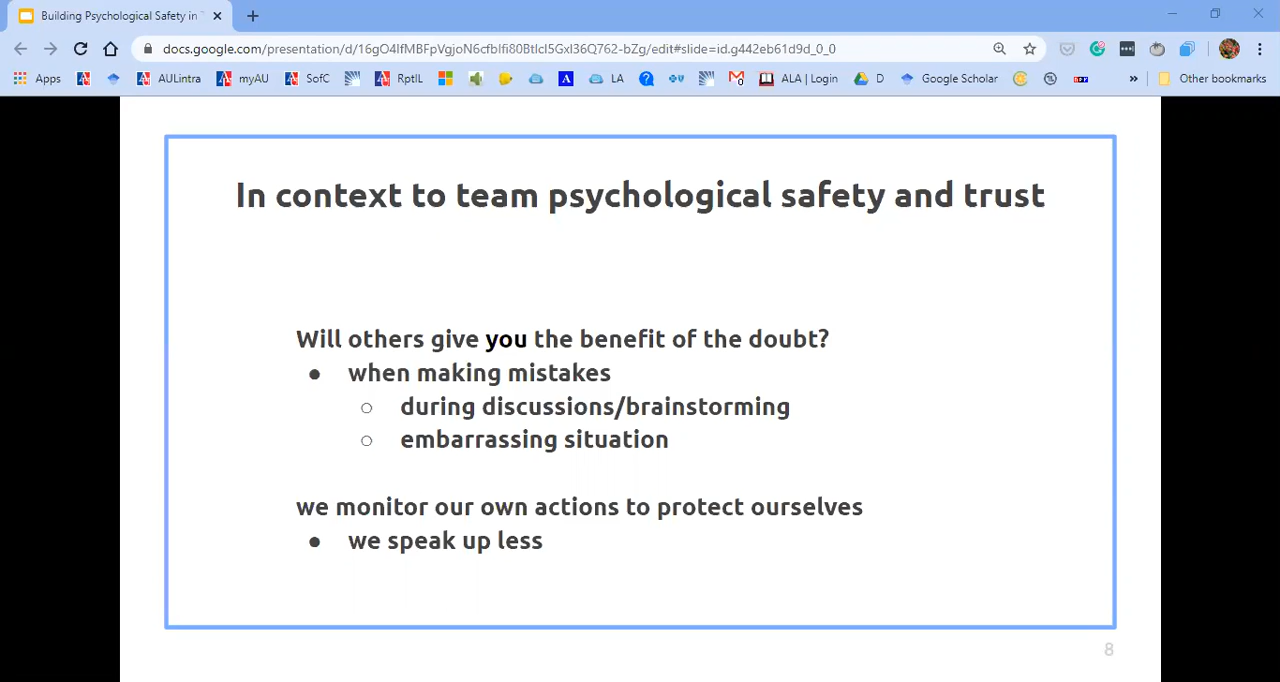 Building Psychological Safety in
docs.google.com/presentation/d/16gO4lfMBFpVgjoN6cfblfi80Btlcl5Gxl36Q762-bZg/edit#slide=id.g442eb61d9d_0_0
Apps AULintra myAU SofC RptIL A LA ALA | Login D Google Scholar » Other bookmarks
In context to team psychological safety and trust
Will others give you the benefit of the doubt?
● when making mistakes
○ during discussions/brainstorming
○ embarrassing situation
we monitor our own actions to protect ourselves
● we speak up less
8